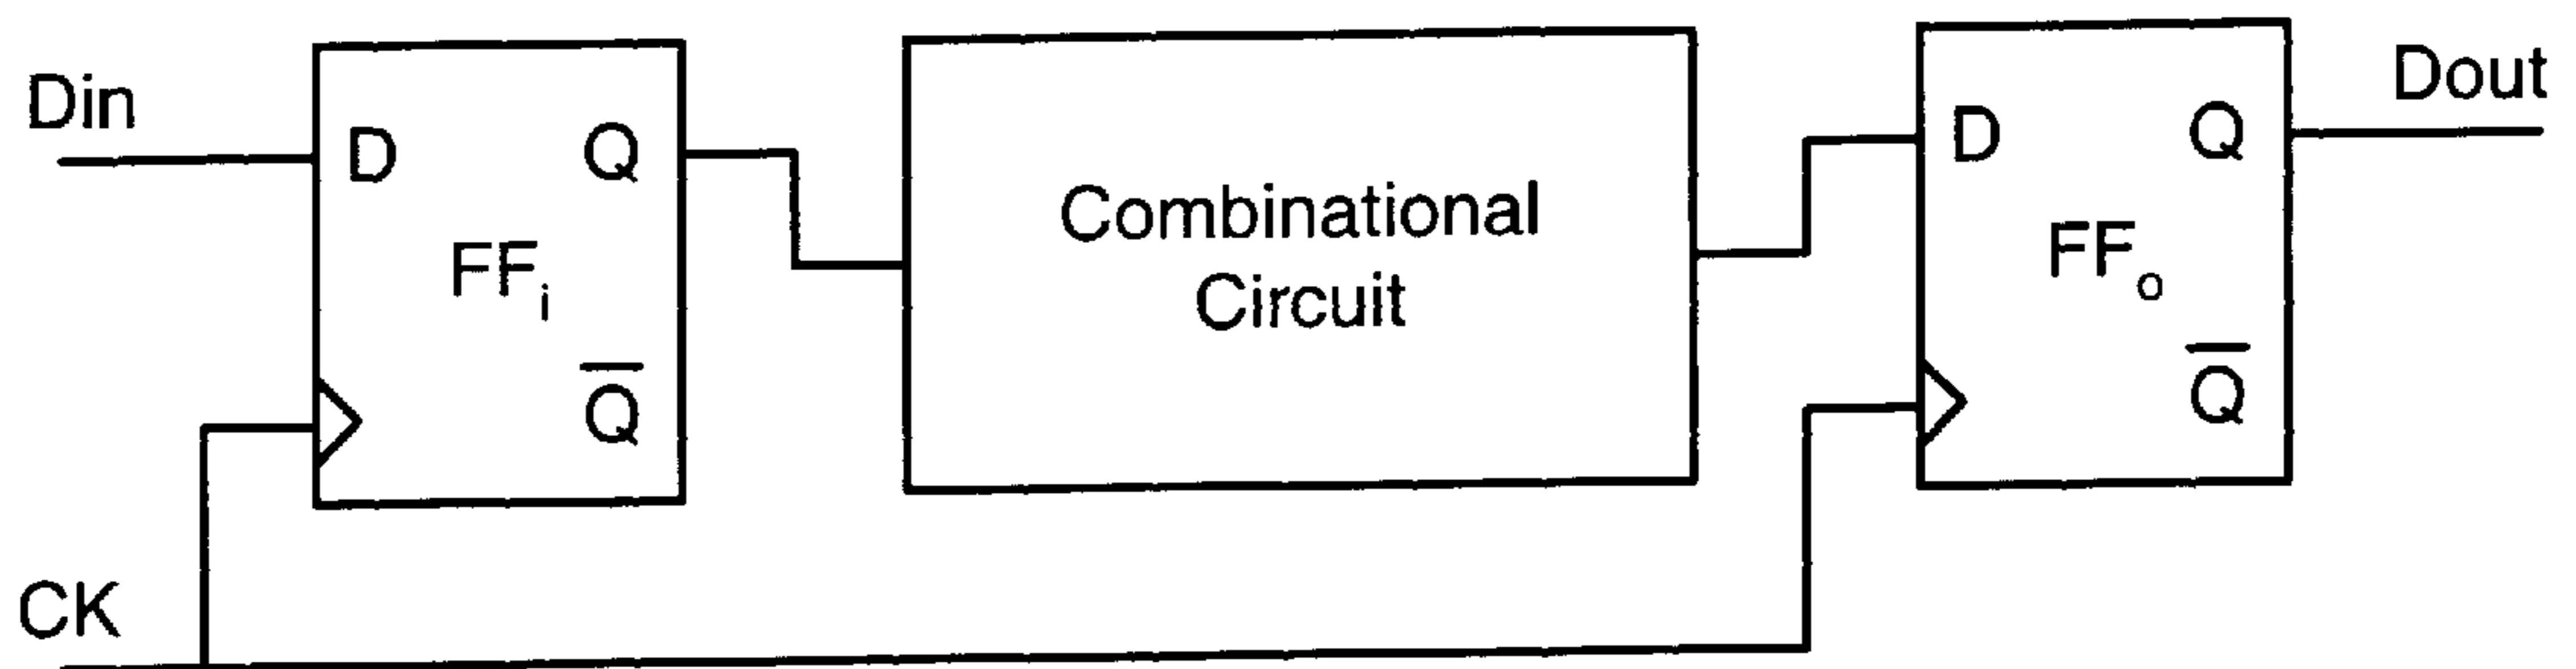 Din
D
Q
FFi
Q̅
CK
Combinational
Circuit
D
Q
FFo
Q̅
Dout